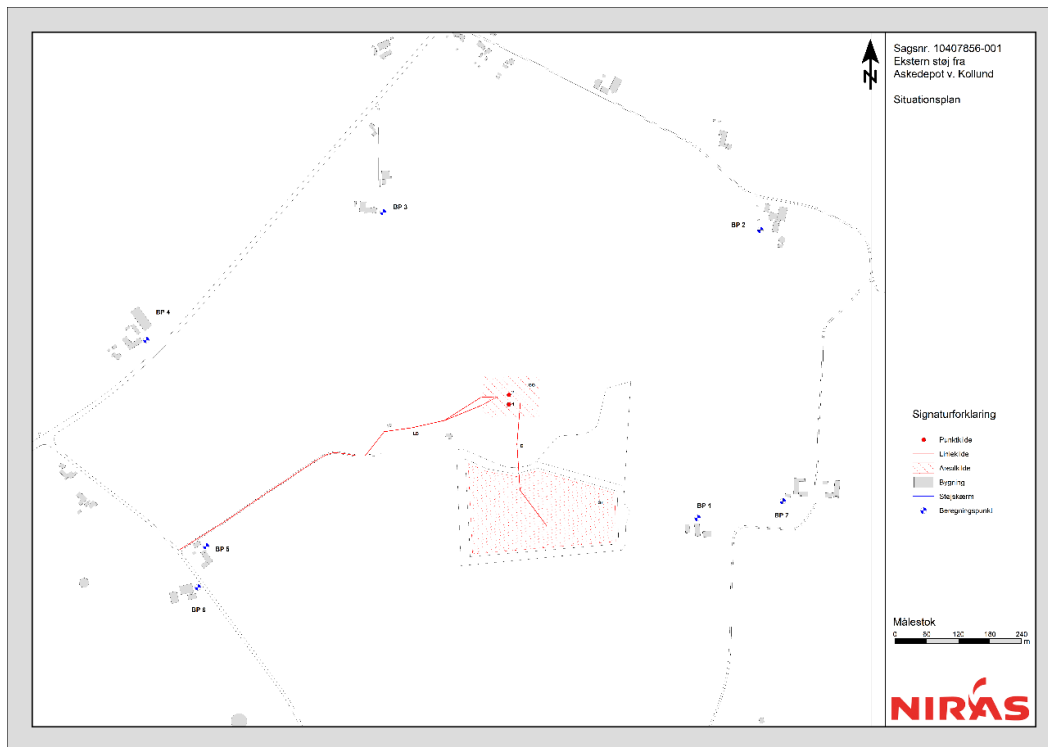 Sagsnr. 10407856-001
Ekstern støj fra
Askedepot v. Kollund
Situationsplan
N
BP 3
BP 2
BP 4
BP 1
BP 7
BP 5
BP 6
Signaturforklaring
Punktkilde
Liniekilde
Arealkilde
Bygning
Støjskærm
Beregningspunkt
Målestok
0 60 120 180 240
m
NIRAS